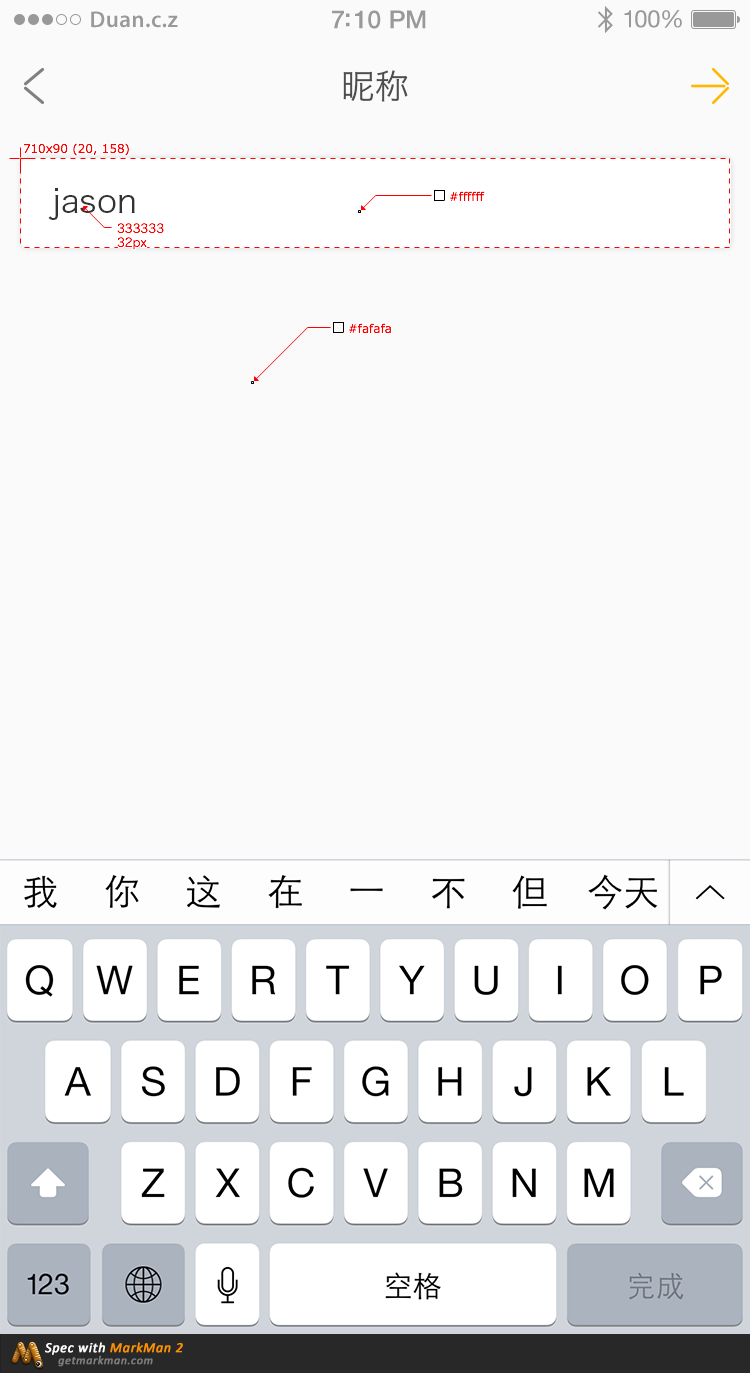 Duan.c.z 7:10 PM 100%
昵称
710x90 (20, 158)
jason
#ffffff
333333
32px
#fafafa
我 你 这 在 一 不 但 今天
Q W E R T Y U I O P
A S D F G H J K L
Z X C V B N M
123 空格 完成
Spec with MarkMan 2
getmarkman.com